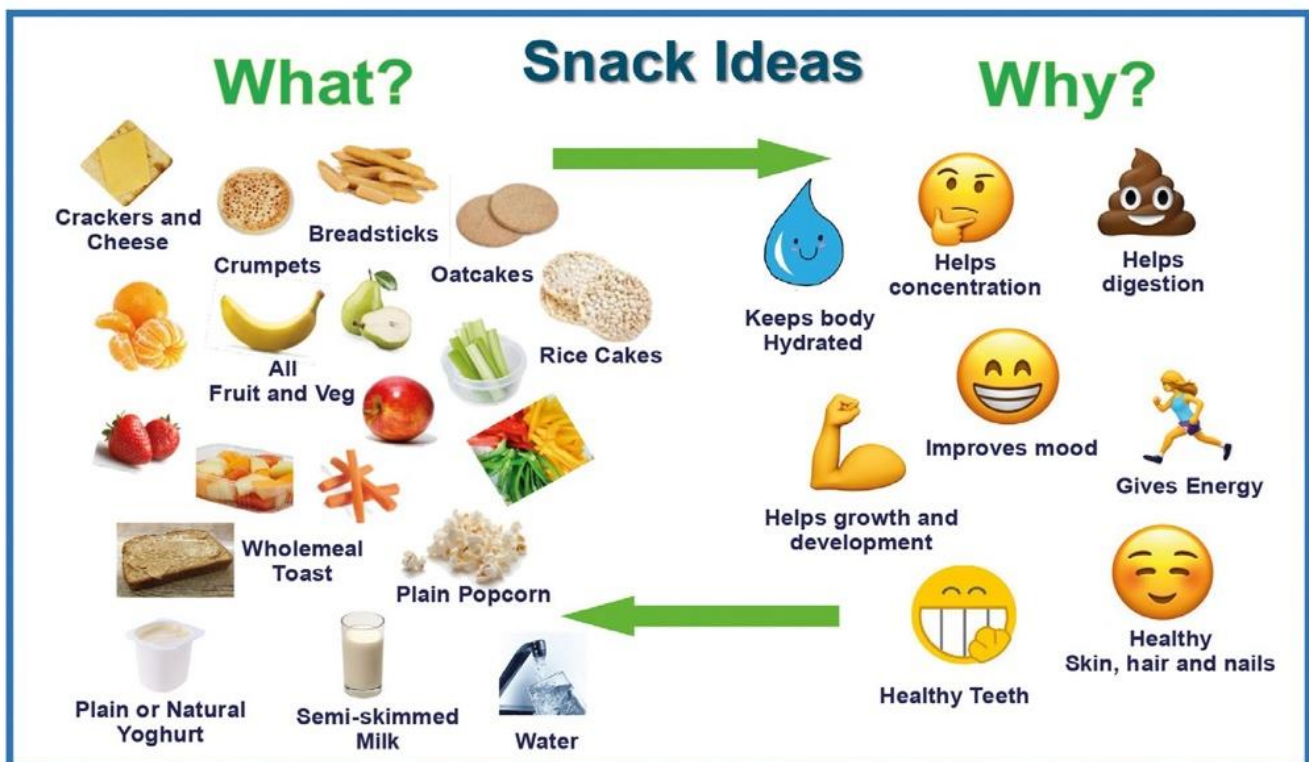 Snack Ideas
What?
Crackers and
Cheese
Crumpets
Breadsticks
Oatcakes
Rice Cakes
All
Fruit and Veg
Wholemeal
Toast
Plain Popcorn
Plain or Natural
Yoghurt
Semi-skimmed
Milk
Water
Why?
Keeps body
Hydrated
Helps
concentration
Helps
digestion
Improves mood
Gives Energy
Helps growth and
development
Healthy Teeth
Healthy
Skin, hair and nails